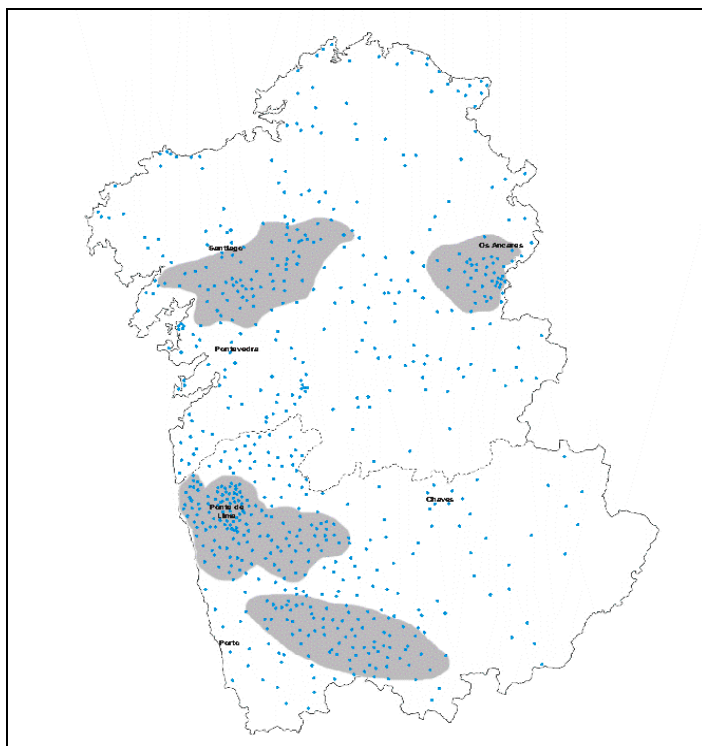 Santiago
Os Ancares
Pontevedra
Chaves
Ponte de
Lima
Porto